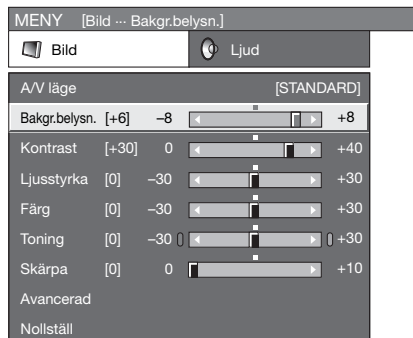 MENY [Bild ··· Bakgr.belysn.]
Bild Ljud
A/V läge [STANDARD]
Bakgr.belysn. [+6] –8 +8
Kontrast [+30] 0 +40
Ljusstyrka [0] –30 +30
Färg [0] –30 +30
Toning [0] –30 +30
Skärpa [0] 0 +10
Avancerad
Nollställ